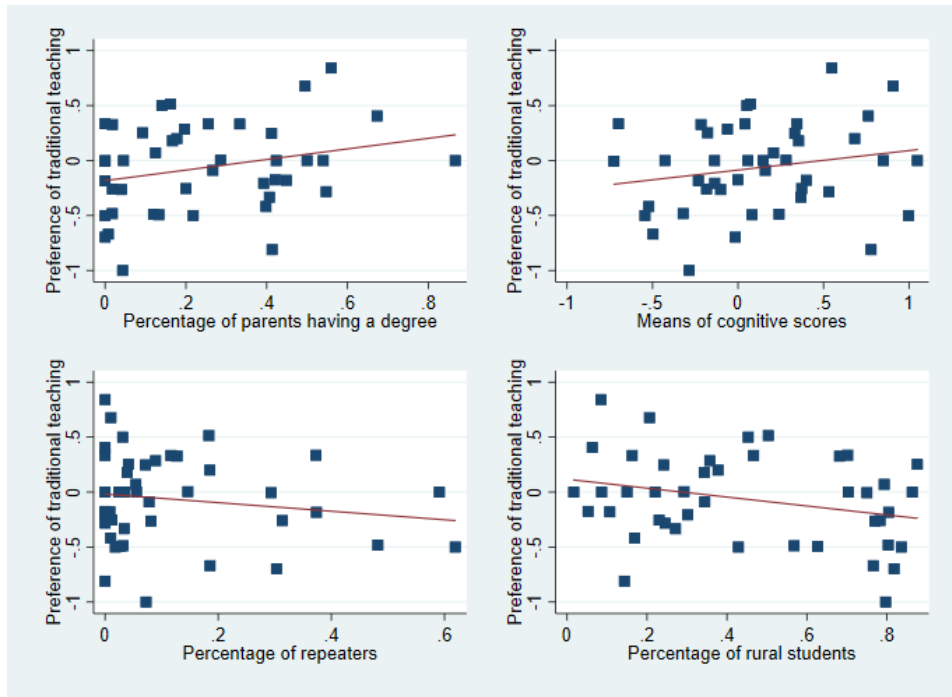 Preference of traditional teaching
1
.5
0
-.5
-1
0 .2 .4 .6 .8
Percentage of parents having a degree
Preference of traditional teaching
1
.5
0
-.5
-1
-1 -.5 0 .5 1
Means of cognitive scores
Preference of traditional teaching
1
.5
0
-.5
-1
0 .2 .4 .6
Percentage of repeaters
Preference of traditional teaching
1
.5
0
-.5
-1
0 .2 .4 .6 .8
Percentage of rural students